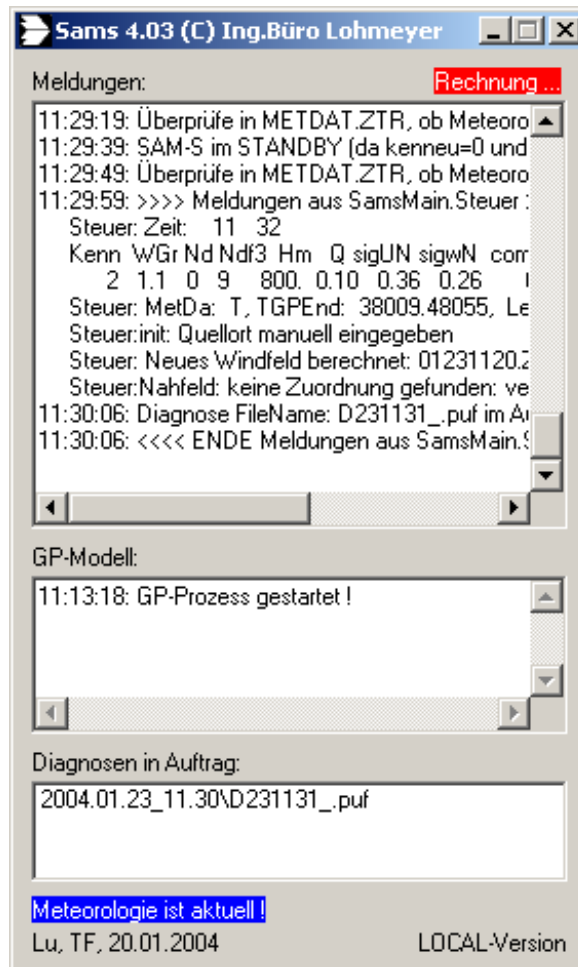 Sams 4.03 (C) Ing.Büro Lohmeyer
Meldungen: Rechnung ...
11:29:19: Überprüfe in METDAT.ZTR, ob Meteoro
11:29:39: SAM-S im STANDBY (da kenneu=0 und
11:29:49: Überprüfe in METDAT.ZTR, ob Meteoro
11:29:59: >>>> Meldungen aus SamsMain.Steuer :
Steuer: Zeit: 11 32
Kenn WGr Nd Ndf3 Hm Q sigUN sigwN com
2 1.1 0 9 800. 0.10 0.36 0.26
Steuer: MetDa: T, TGPEnd: 38009.48055, Le
Steuer:init: Quellort manuell eingegeben
Steuer: Neues Windfeld berechnet: 01231120.Z
Steuer:Nahfeld: keine Zuordnung gefunden: ve
11:30:06: Diagnose FileName: D231131_.puf im Au
11:30:06: <<<< ENDE Meldungen aus SamsMain.S
GP-Modell:
11:13:18: GP-Prozess gestartet !
Diagnosen in Auftrag:
2004.01.23_11.30\D231131_.puf
Meteorologie ist aktuell !
Lu, TF, 20.01.2004 LOCAL-Version